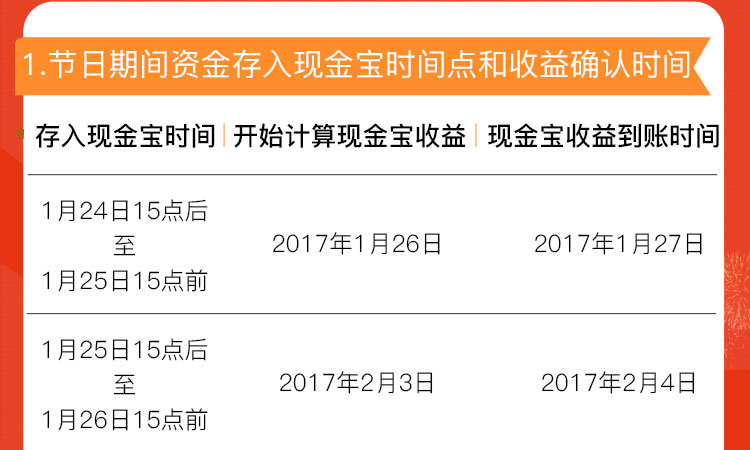 1.节日期间资金存入现金宝时间点和收益确认时间
存入现金宝时间 开始计算现金宝收益 现金宝收益到账时间
1月24日15点后
至
1月25日15点前
2017年1月26日
2017年1月27日
1月25日15点后
至
1月26日15点前
2017年2月3日
2017年2月4日